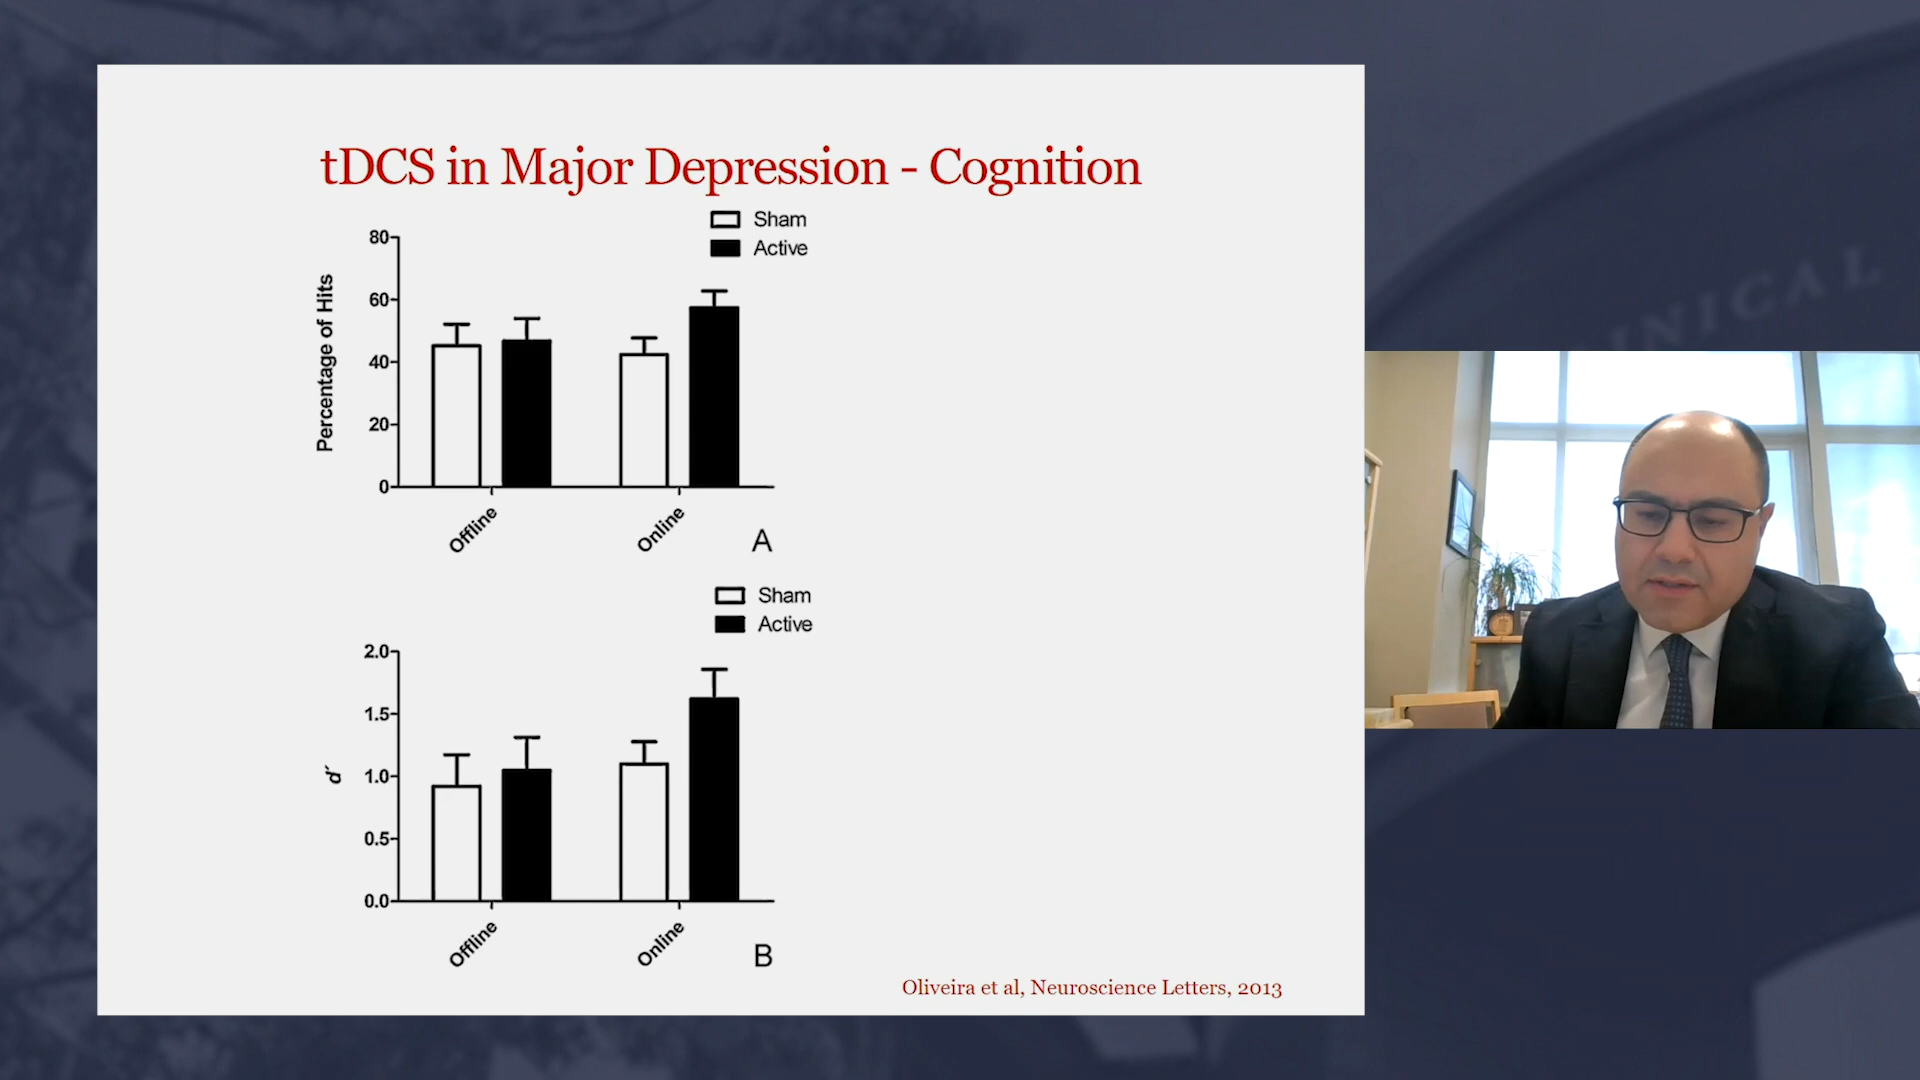 tDCS in Major Depression - Cognition
Sham
Active
Percentage of Hits
80
60
40
20
0
Offline
Online
A
Sham
Active
d′
2.0
1.5
1.0
0.5
0.0
Offline
Online
B
Oliveira et al, Neuroscience Letters, 2013